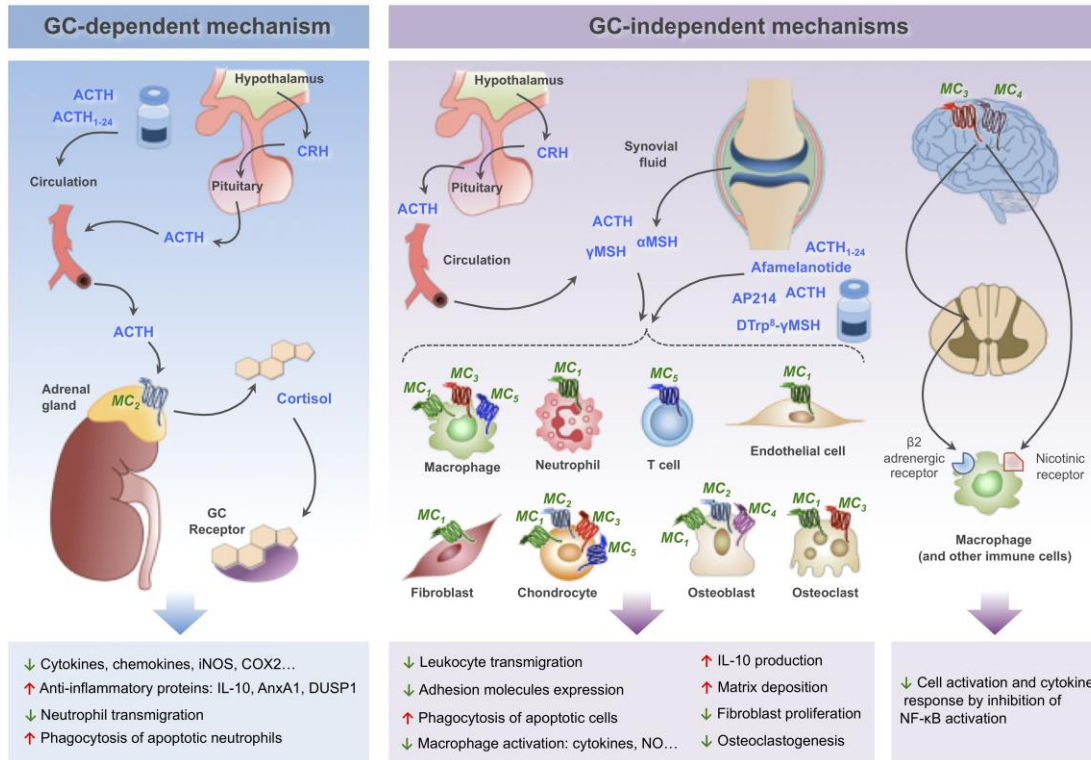 GC-dependent mechanism
ACTH
ACTH1-24
Hypothalamus
CRH
Circulation
Pituitary
ACTH
ACTH
Adrenal
gland
MC2
Cortisol
GC
Receptor
↓ Cytokines, chemokines, iNOS, COX2…
↑ Anti-inflammatory proteins: IL-10, AnxA1, DUSP1
↓ Neutrophil transmigration
↑ Phagocytosis of apoptotic neutrophils
GC-independent mechanisms
Hypothalamus
CRH
Pituitary
ACTH
Circulation
Synovial
fluid
ACTH
γMSH
αMSH
ACTH1-24
Afamelanotide
AP214
ACTH
DTrp8-γMSH
MC1
MC3
MC5
Macrophage
MC1
Neutrophil
MC5
T cell
MC1
Endothelial cell
MC1
Fibroblast
MC1
MC2
MC3
MC5
Chondrocyte
MC1
MC2
MC4
Osteoblast
MC1
MC3
Osteoclast
↓ Leukocyte transmigration
↓ Adhesion molecules expression
↑ Phagocytosis of apoptotic cells
↓ Macrophage activation: cytokines, NO…
↑ IL-10 production
↑ Matrix deposition
↓ Fibroblast proliferation
↓ Osteoclastogenesis
MC3
MC4
β2
adrenergic
receptor
Nicotinic
receptor
Macrophage
(and other immune cells)
↓ Cell activation and cytokine
response by inhibition of
NF-κB activation